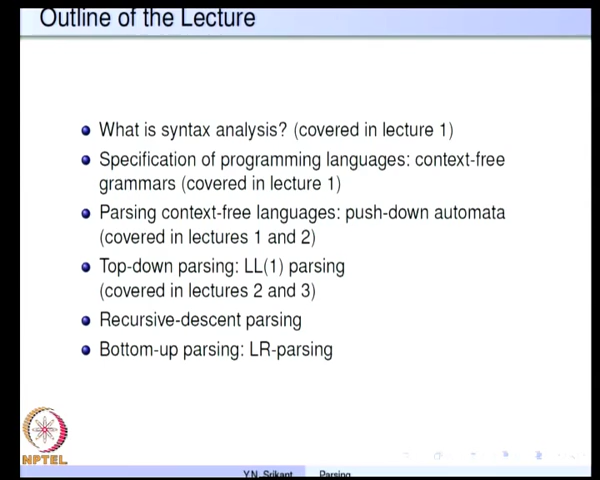 Outline of the Lecture
What is syntax analysis? (covered in lecture 1)
Specification of programming languages: context-free
grammars (covered in lecture 1)
Parsing context-free languages: push-down automata
(covered in lectures 1 and 2)
Top-down parsing: LL(1) parsing
(covered in lectures 2 and 3)
Recursive-descent parsing
Bottom-up parsing: LR-parsing
NPTEL
Y.N. Srikant Parsing